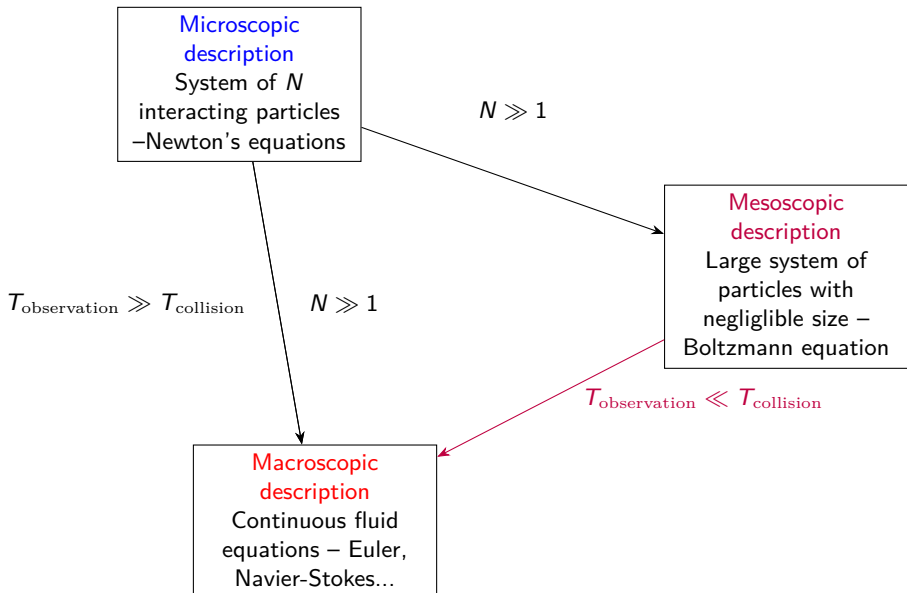 Microscopic
description
System of N
interacting particles
–Newton's equations
N ≫ 1
Mesoscopic
description
Large system of
particles with
negliglible size –
Boltzmann equation
T_observation ≫ T_collision
N ≫ 1
T_observation ≪ T_collision
Macroscopic
description
Continuous fluid
equations – Euler,
Navier-Stokes...